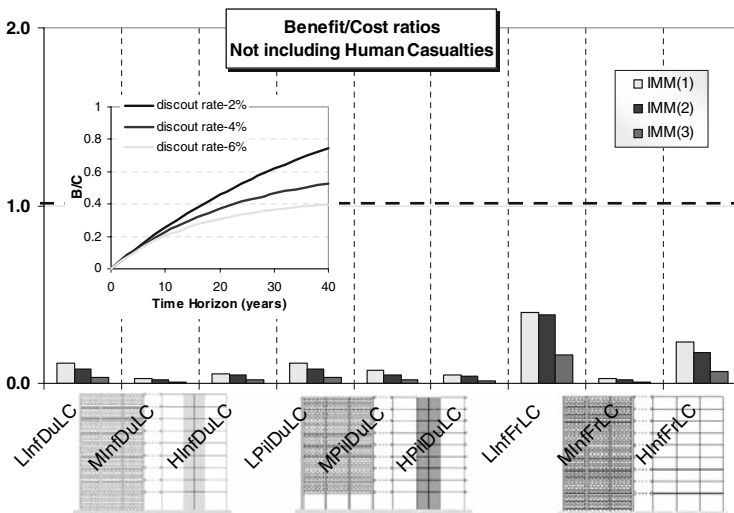 Benefit/Cost ratios
Not including Human Casualties
2.0
1.0
0.0
IMM(1)
IMM(2)
IMM(3)
discout rate-2%
discout rate-4%
discout rate-6%
B/C
1
0.8
0.6
0.4
0.2
0
0 10 20 30 40
Time Horizon (years)
LInfDuLC
MInfDuLC
HInfDuLC
LPilDuLC
MPilDuLC
HPilDuLC
LInfFrLC
MInfFrLC
HInfFrLC